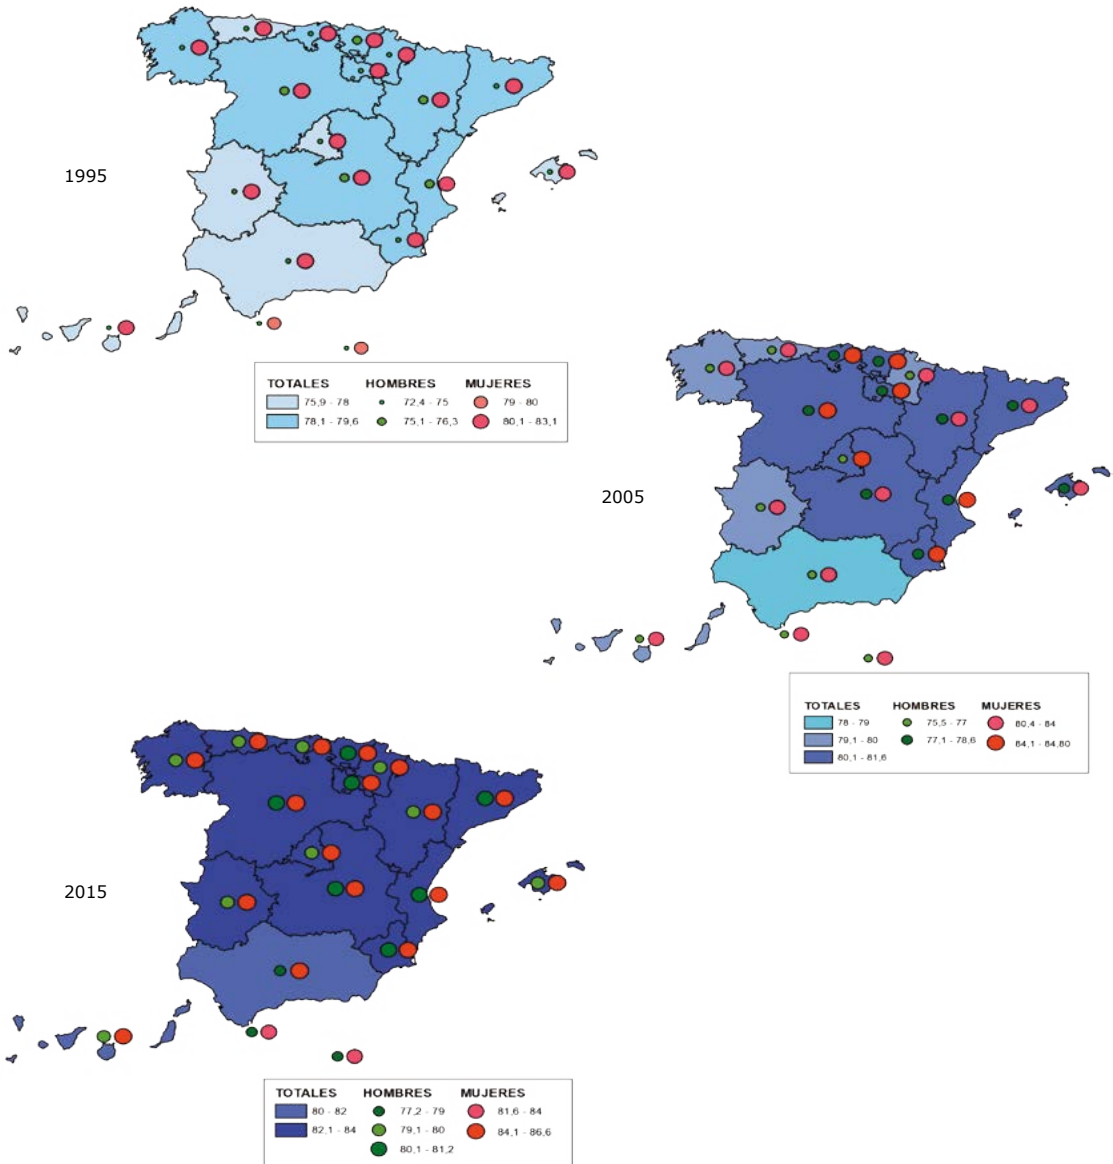 1995
TOTALES HOMBRES MUJERES
75,9 - 78 72,4 - 75 79 - 80
78,1 - 79,6 75,1 - 76,3 80,1 - 83,1
2005
TOTALES HOMBRES MUJERES
78 - 79 75,5 - 77 80,4 - 84
79,1 - 80 77,1 - 78,6 84,1 - 84,80
80,1 - 81,6
2015
TOTALES HOMBRES MUJERES
80 - 82 77,2 - 79 81,6 - 84
82,1 - 84 79,1 - 80 84,1 - 86,6
80,1 - 81,2